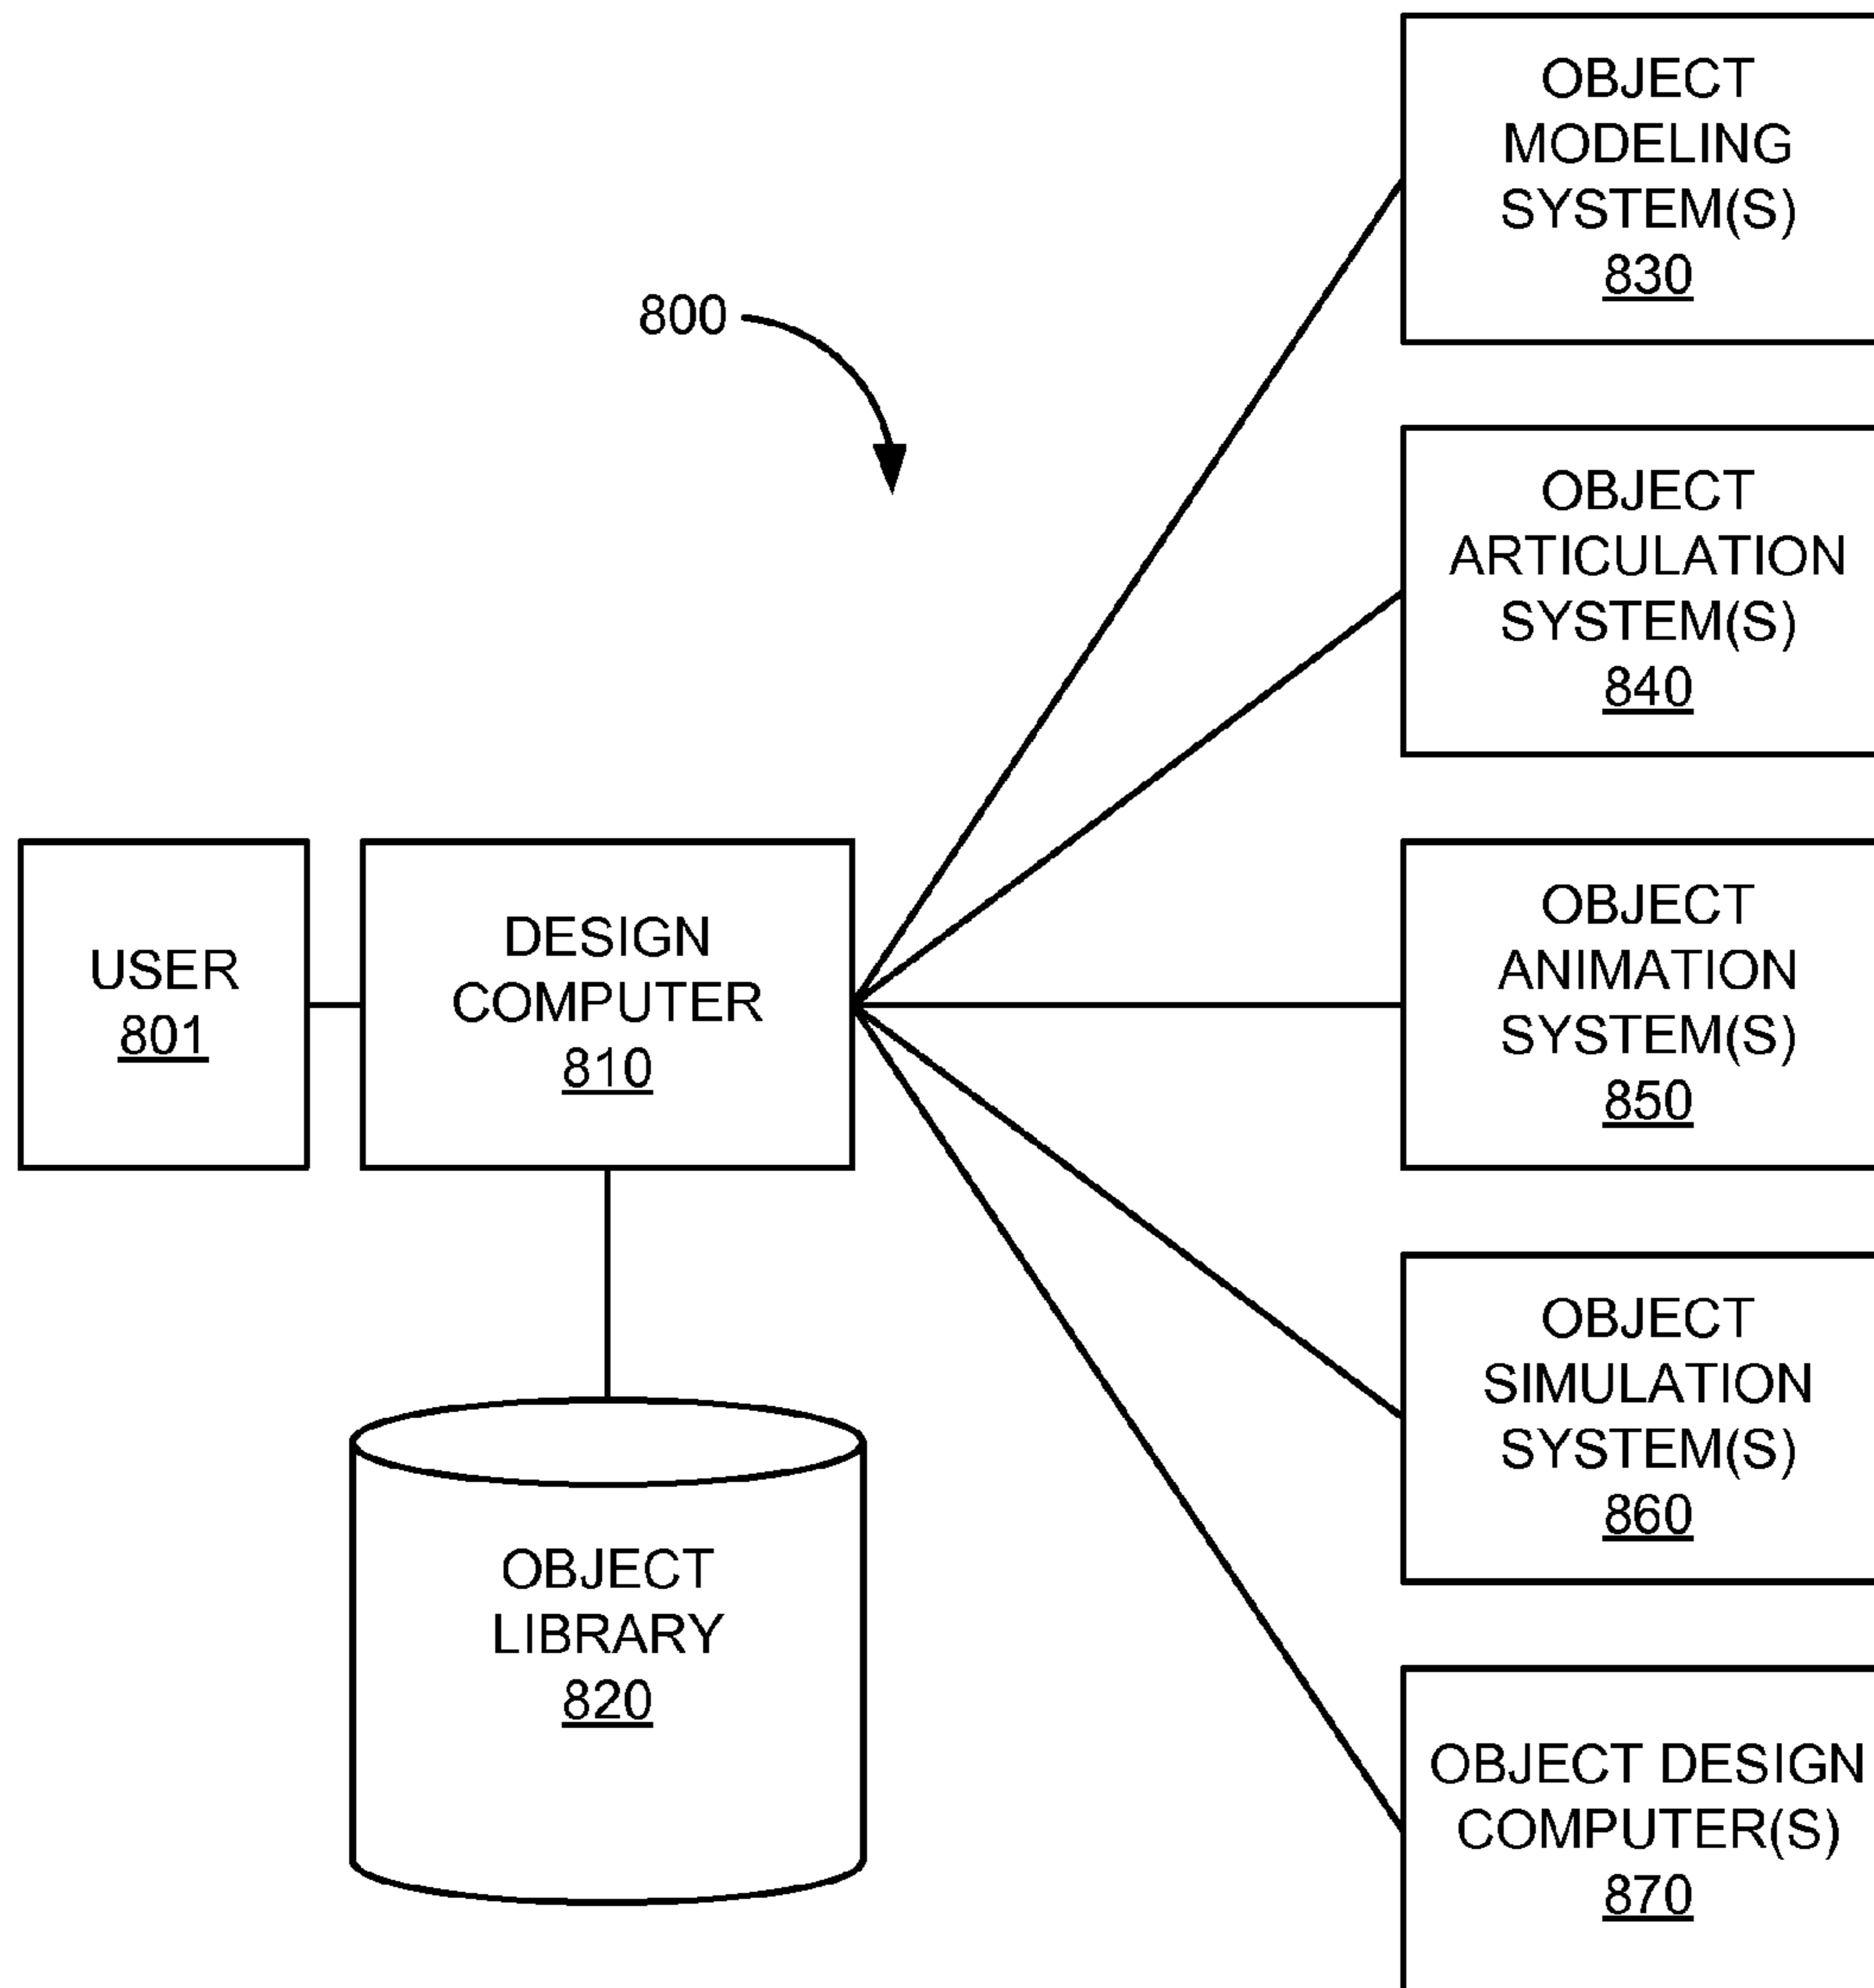 OBJECT
MODELING
SYSTEM(S)
830
800
OBJECT
ARTICULATION
SYSTEM(S)
840
USER
801
DESIGN
COMPUTER
810
OBJECT
ANIMATION
SYSTEM(S)
850
OBJECT
SIMULATION
SYSTEM(S)
860
OBJECT
LIBRARY
820
OBJECT DESIGN
COMPUTER(S)
870